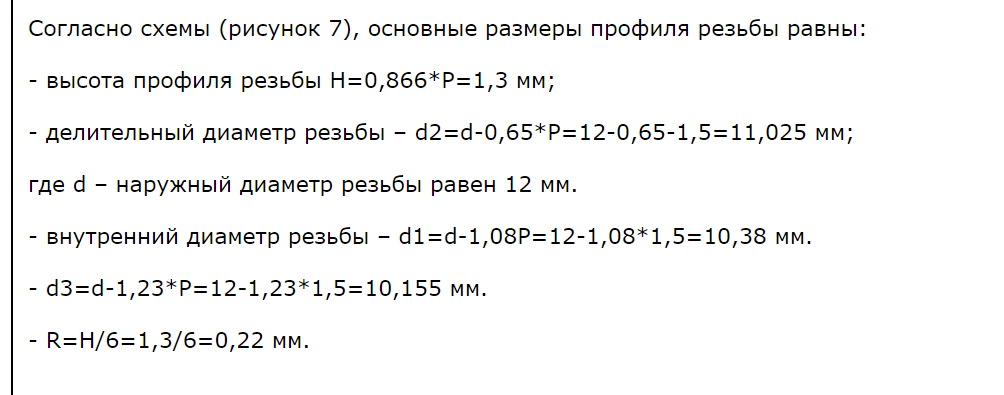 Согласно схемы (рисунок 7), основные размеры профиля резьбы равны:
- высота профиля резьбы H=0,866*P=1,3 мм;
- делительный диаметр резьбы – d2=d-0,65*P=12-0,65-1,5=11,025 мм;
где d – наружный диаметр резьбы равен 12 мм.
- внутренний диаметр резьбы – d1=d-1,08P=12-1,08*1,5=10,38 мм.
- d3=d-1,23*P=12-1,23*1,5=10,155 мм.
- R=H/6=1,3/6=0,22 мм.